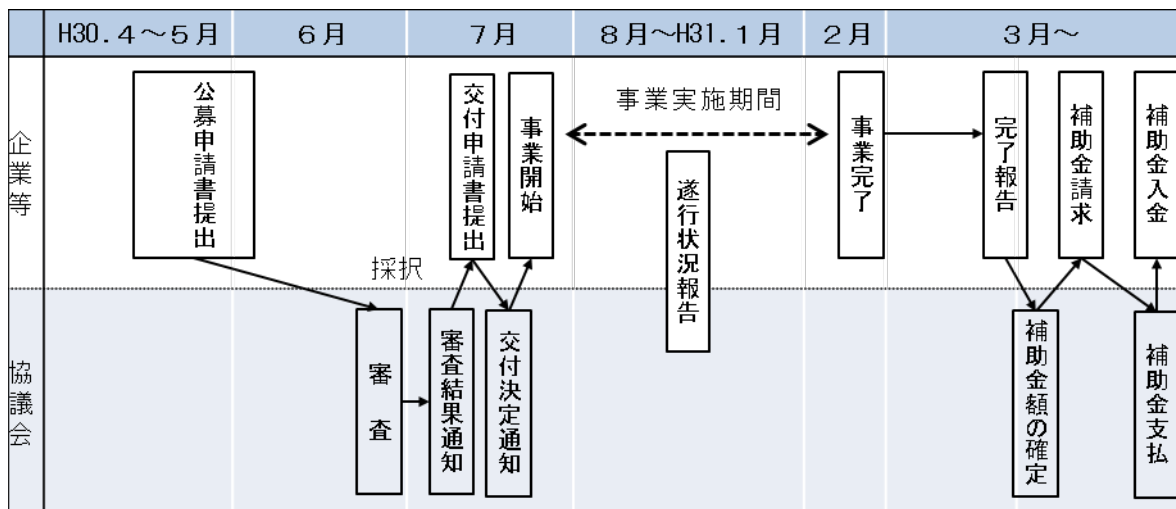 H30.4～5月
6月
7月
8月～H31.1月
2月
3月～
企業等
公募申請書提出
交付申請書提出
事業開始
事業実施期間
遂行状況報告
事業完了
完了報告
補助金請求
補助金入金
採択
協議会
審査
審査結果通知
交付決定通知
補助金額の確定
補助金支払